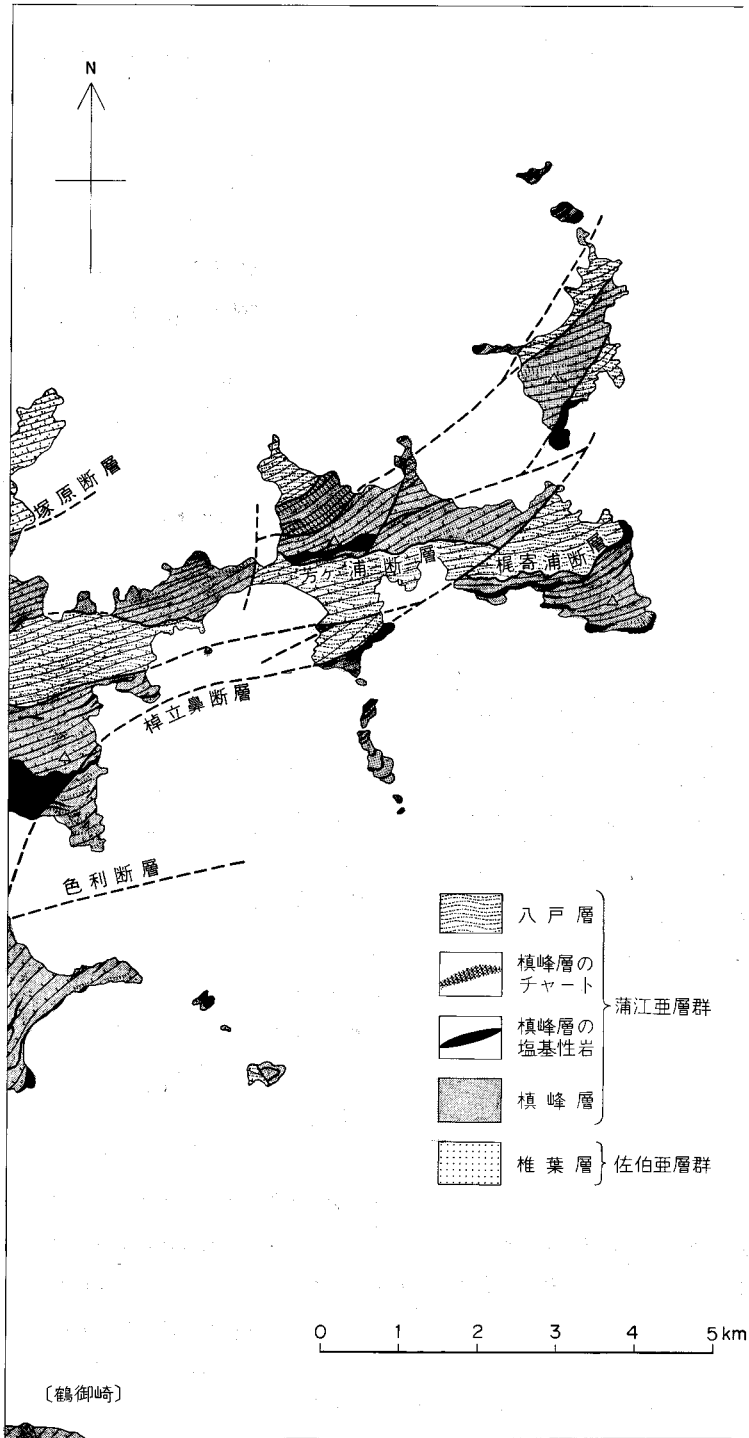 N
塚原断層
方ヶ浦断層
梶寄浦断層
棹立鼻断層
色利断層
八戸層
槙峰層の
チャート
槙峰層の
塩基性岩
蒲江亜層群
槙峰層
椎葉層
佐伯亜層群
0 1 2 3 4 5 km
〔鶴御崎〕